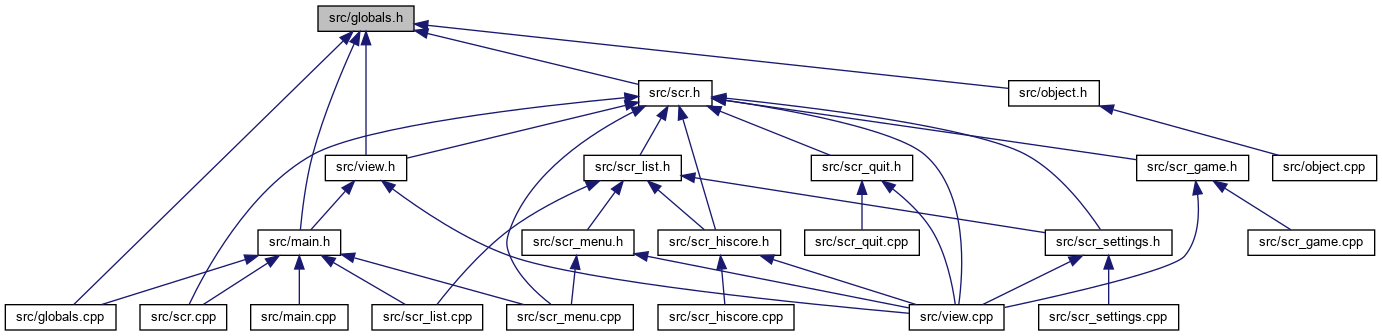 src/globals.h
src/scr.h
src/object.h
src/view.h
src/scr_list.h
src/scr_quit.h
src/scr_game.h
src/object.cpp
src/main.h
src/scr_menu.h
src/scr_hiscore.h
src/scr_quit.cpp
src/scr_settings.h
src/scr_game.cpp
src/globals.cpp
src/scr.cpp
src/main.cpp
src/scr_list.cpp
src/scr_menu.cpp
src/scr_hiscore.cpp
src/view.cpp
src/scr_settings.cpp